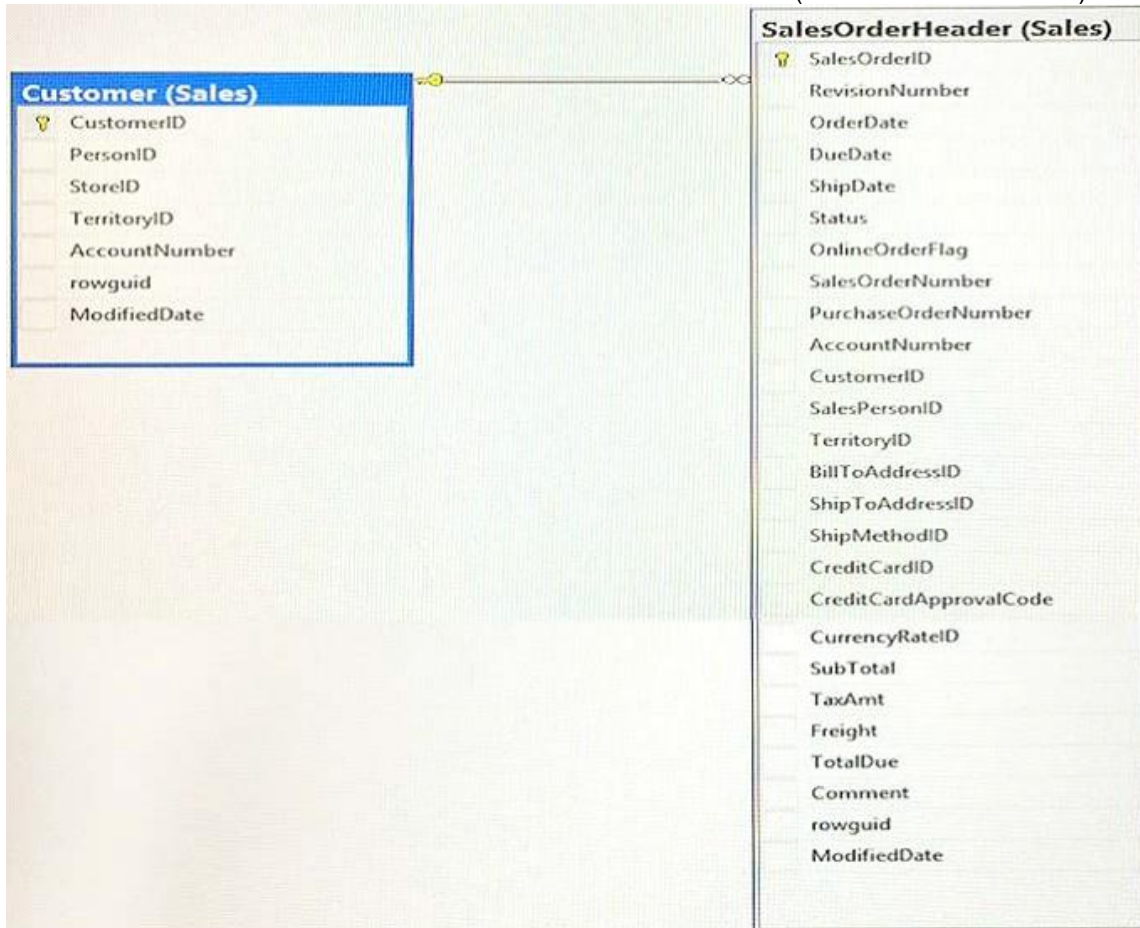 Customer (Sales)
CustomerID
PersonID
StoreID
TerritoryID
AccountNumber
rowguid
ModifiedDate
SalesOrderHeader (Sales)
SalesOrderID
RevisionNumber
OrderDate
DueDate
ShipDate
Status
OnlineOrderFlag
SalesOrderNumber
PurchaseOrderNumber
AccountNumber
CustomerID
SalesPersonID
TerritoryID
BillToAddressID
ShipToAddressID
ShipMethodID
CreditCardID
CreditCardApprovalCode
CurrencyRateID
SubTotal
TaxAmt
Freight
TotalDue
Comment
rowguid
ModifiedDate